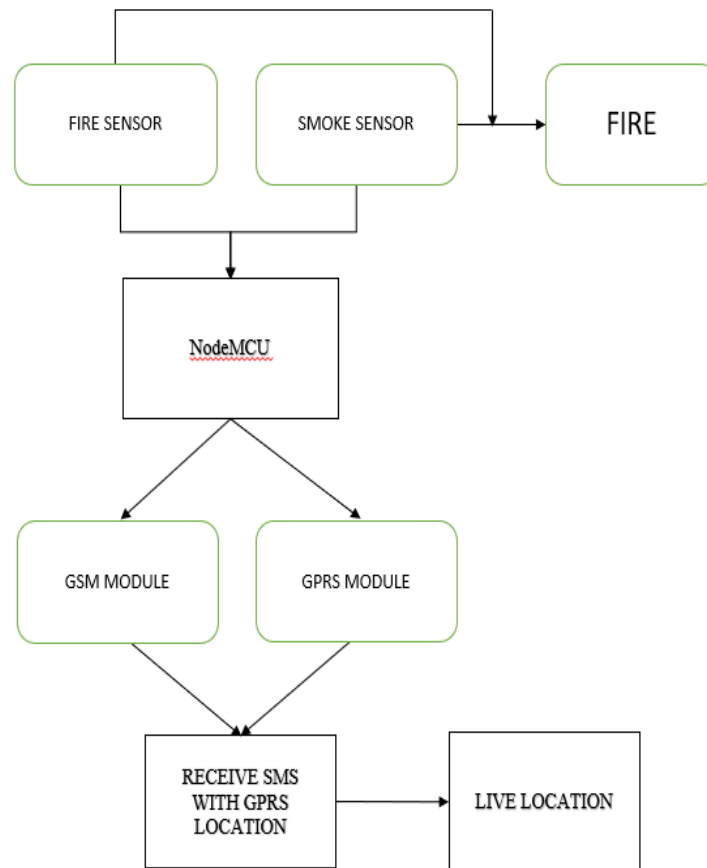 FIRE SENSOR
SMOKE SENSOR
FIRE
NodeMCU
GSM MODULE
GPRS MODULE
RECEIVE SMS
WITH GPRS
LOCATION
LIVE LOCATION